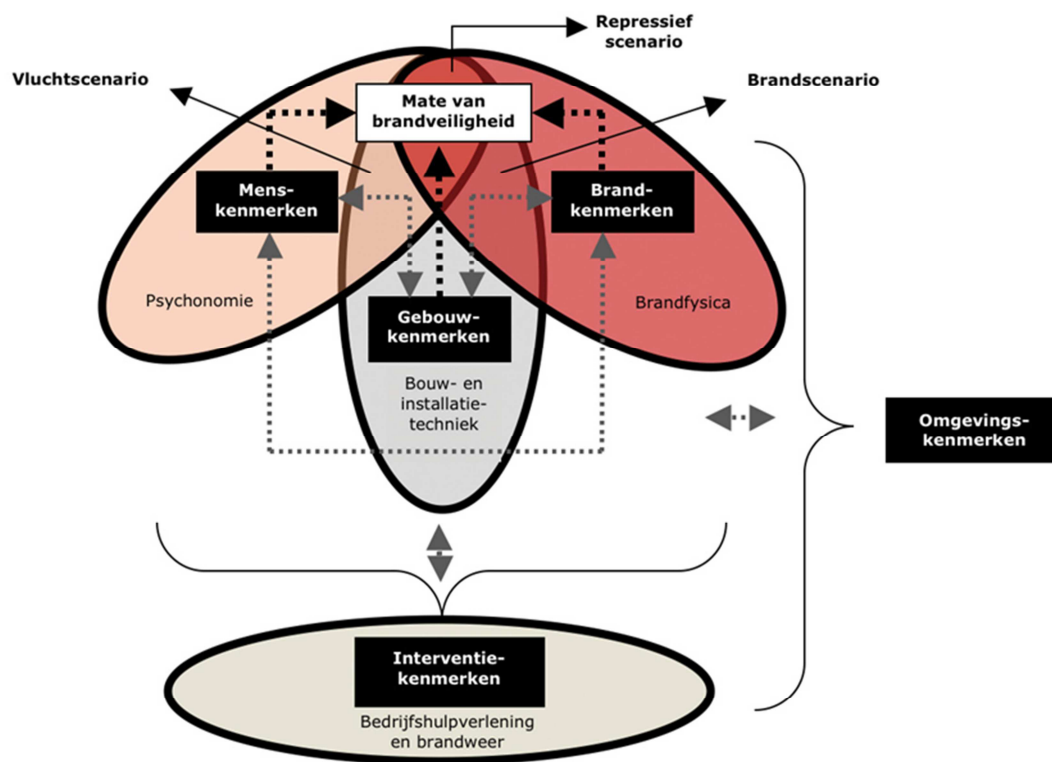 Repressief
scenario
Vluchtscenario
Brandscenario
Mate van
brandveiligheid
Mens-
kenmerken
Brand-
kenmerken
Psychonomie
Brandfysica
Gebouw-
kenmerken
Bouw- en
installatie-
techniek
Omgevings-
kenmerken
Interventie-
kenmerken
Bedrijfshulpverlening
en brandweer